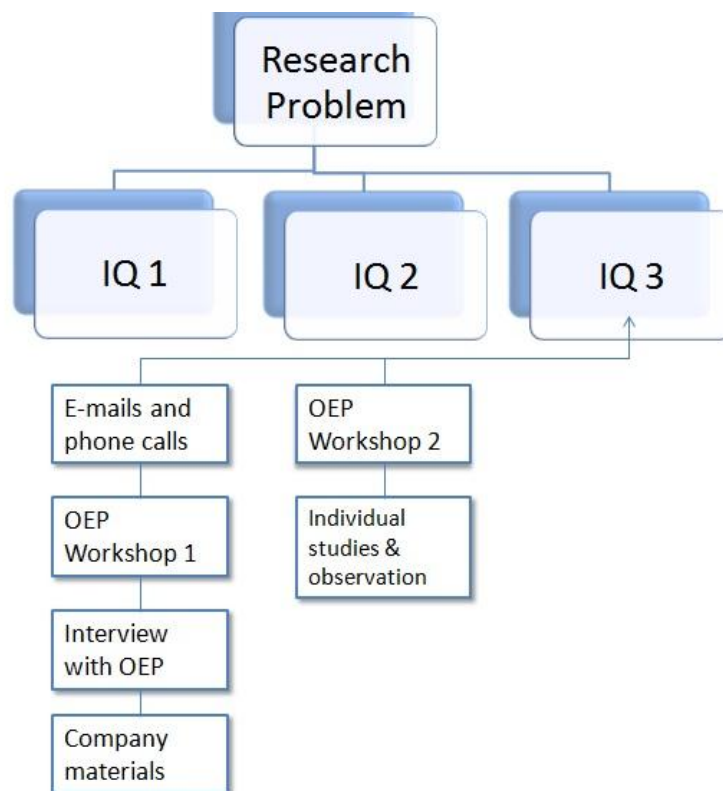 Research
Problem
IQ 1
IQ 2
IQ 3
E-mails and
phone calls
OEP
Workshop 1
Interview
with OEP
Company
materials
OEP
Workshop 2
Individual
studies &
observation